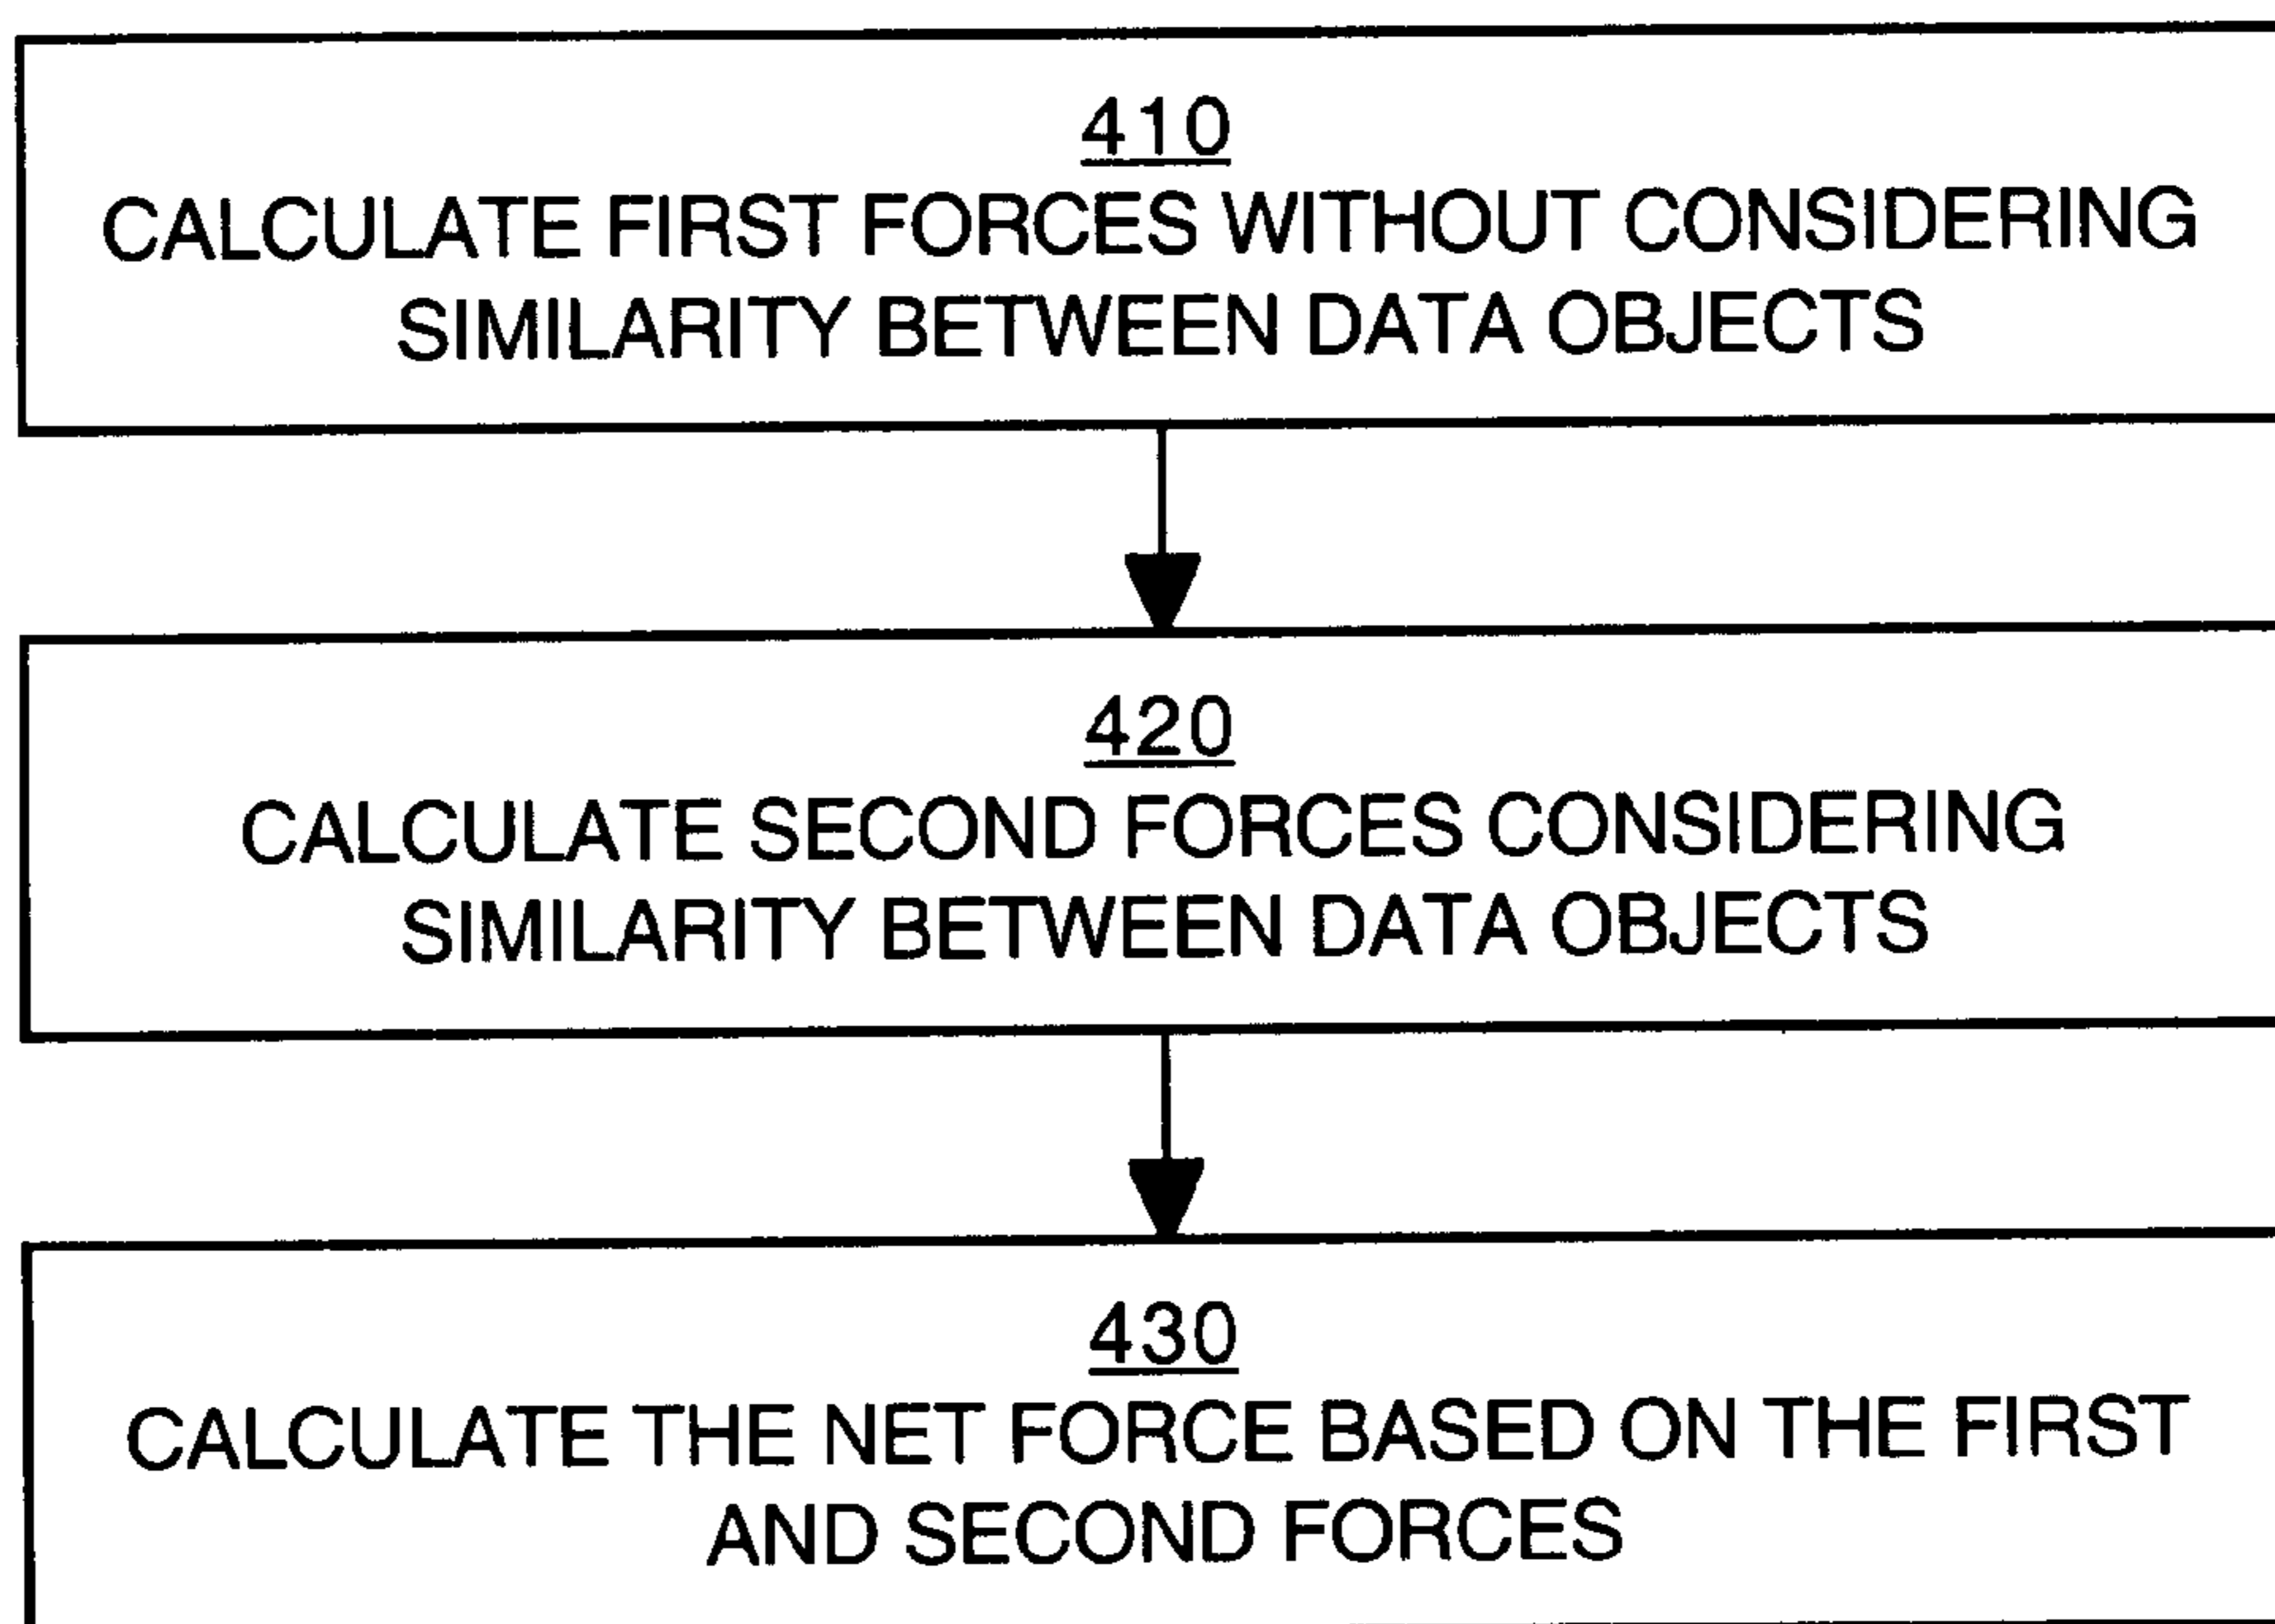 410
CALCULATE FIRST FORCES WITHOUT CONSIDERING
SIMILARITY BETWEEN DATA OBJECTS
420
CALCULATE SECOND FORCES CONSIDERING
SIMILARITY BETWEEN DATA OBJECTS
430
CALCULATE THE NET FORCE BASED ON THE FIRST
AND SECOND FORCES